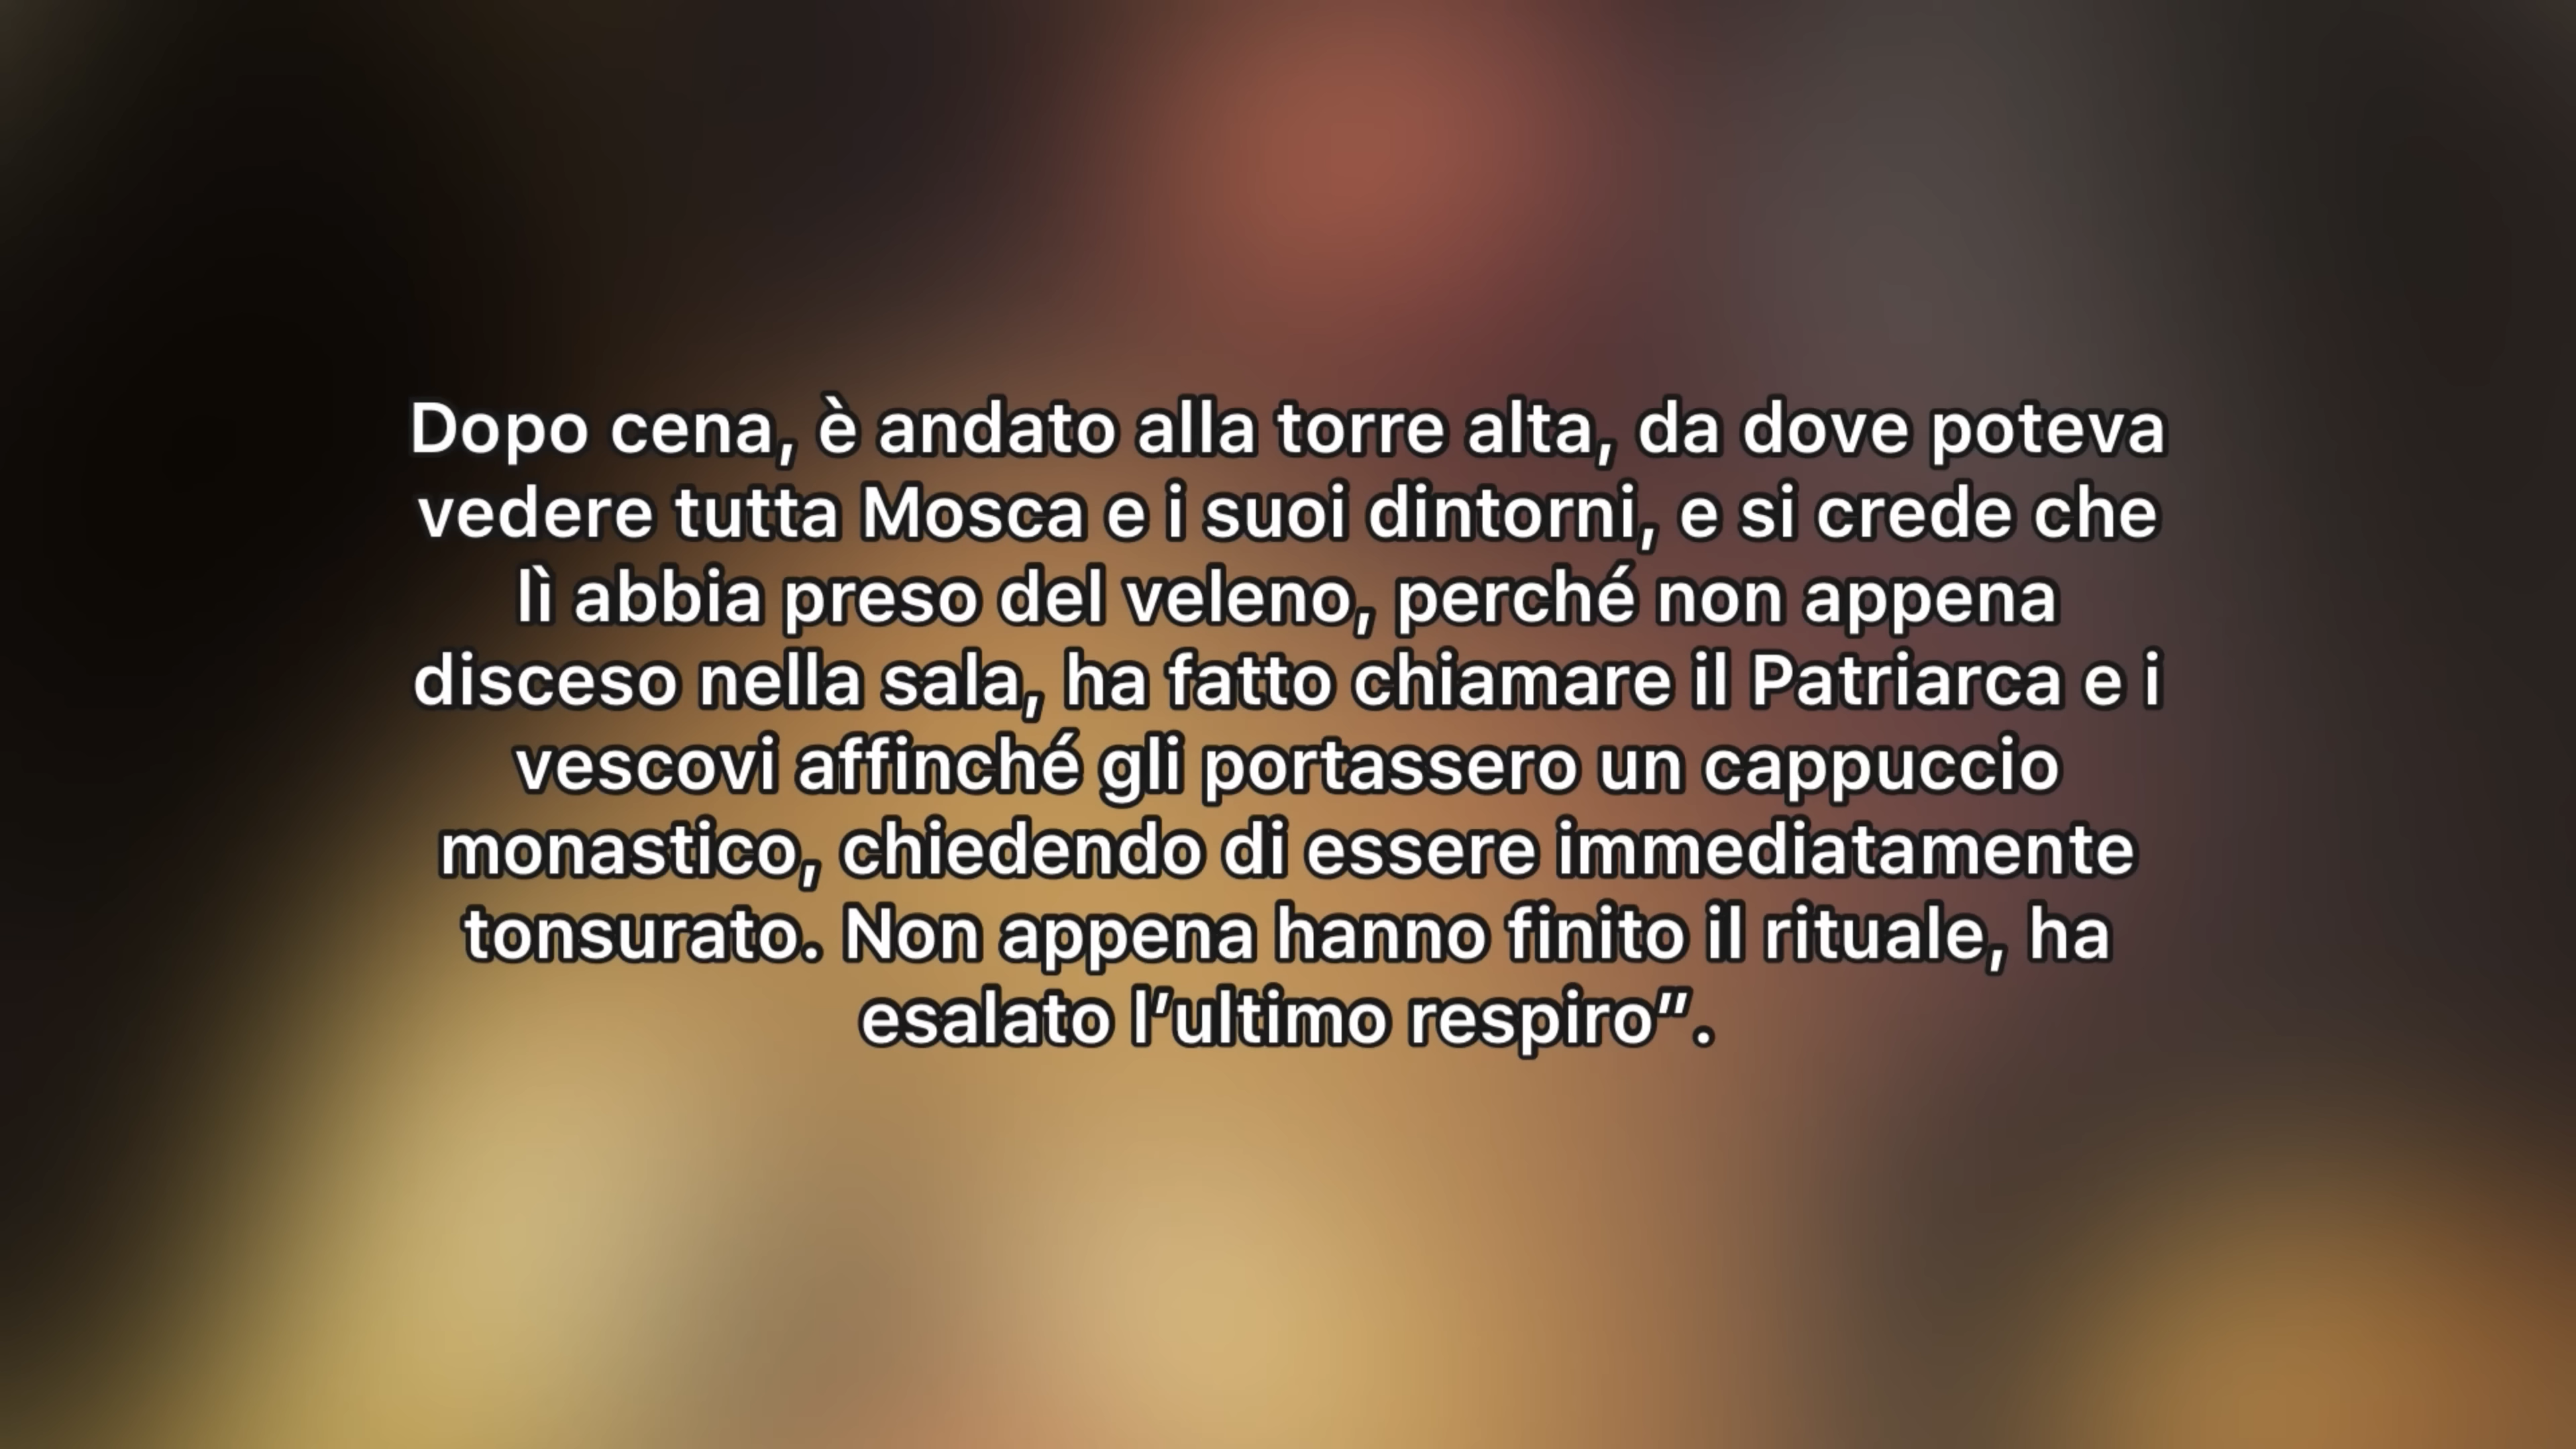 Dopo cena, è andato alla torre alta, da dove poteva
vedere tutta Mosca e i suoi dintorni, e si crede che
lì abbia preso del veleno, perché non appena
disceso nella sala, ha fatto chiamare il Patriarca e i
vescovi affinché gli portassero un cappuccio
monastico, chiedendo di essere immediatamente
tonsurato. Non appena hanno finito il rituale, ha
esalato l’ultimo respiro”.